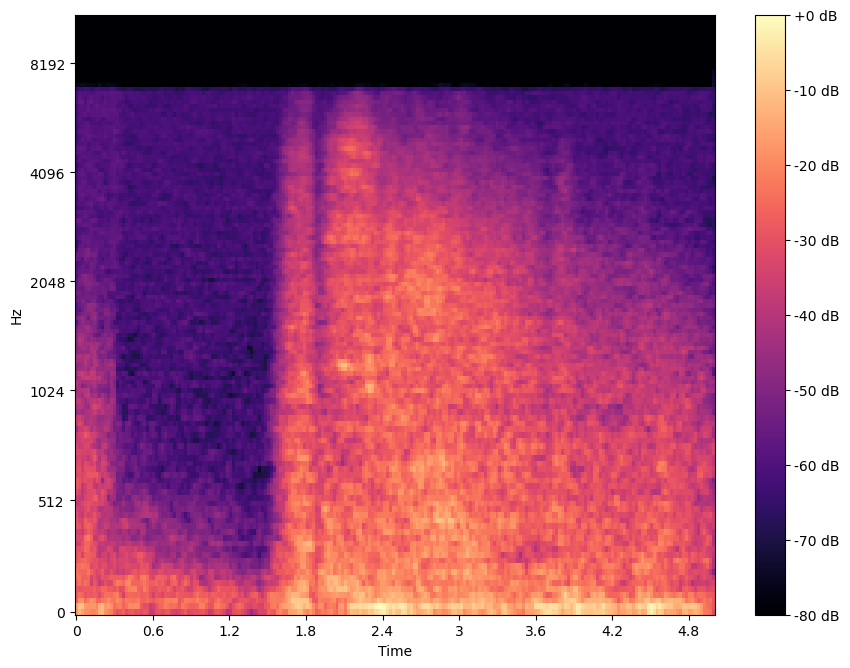 +0 dB
8192
-10 dB
4096
-20 dB
-30 dB
2048
Hz
-40 dB
1024
-50 dB
-60 dB
512
-70 dB
0
-80 dB
0 0.6 1.2 1.8 2.4 3 3.6 4.2 4.8
Time